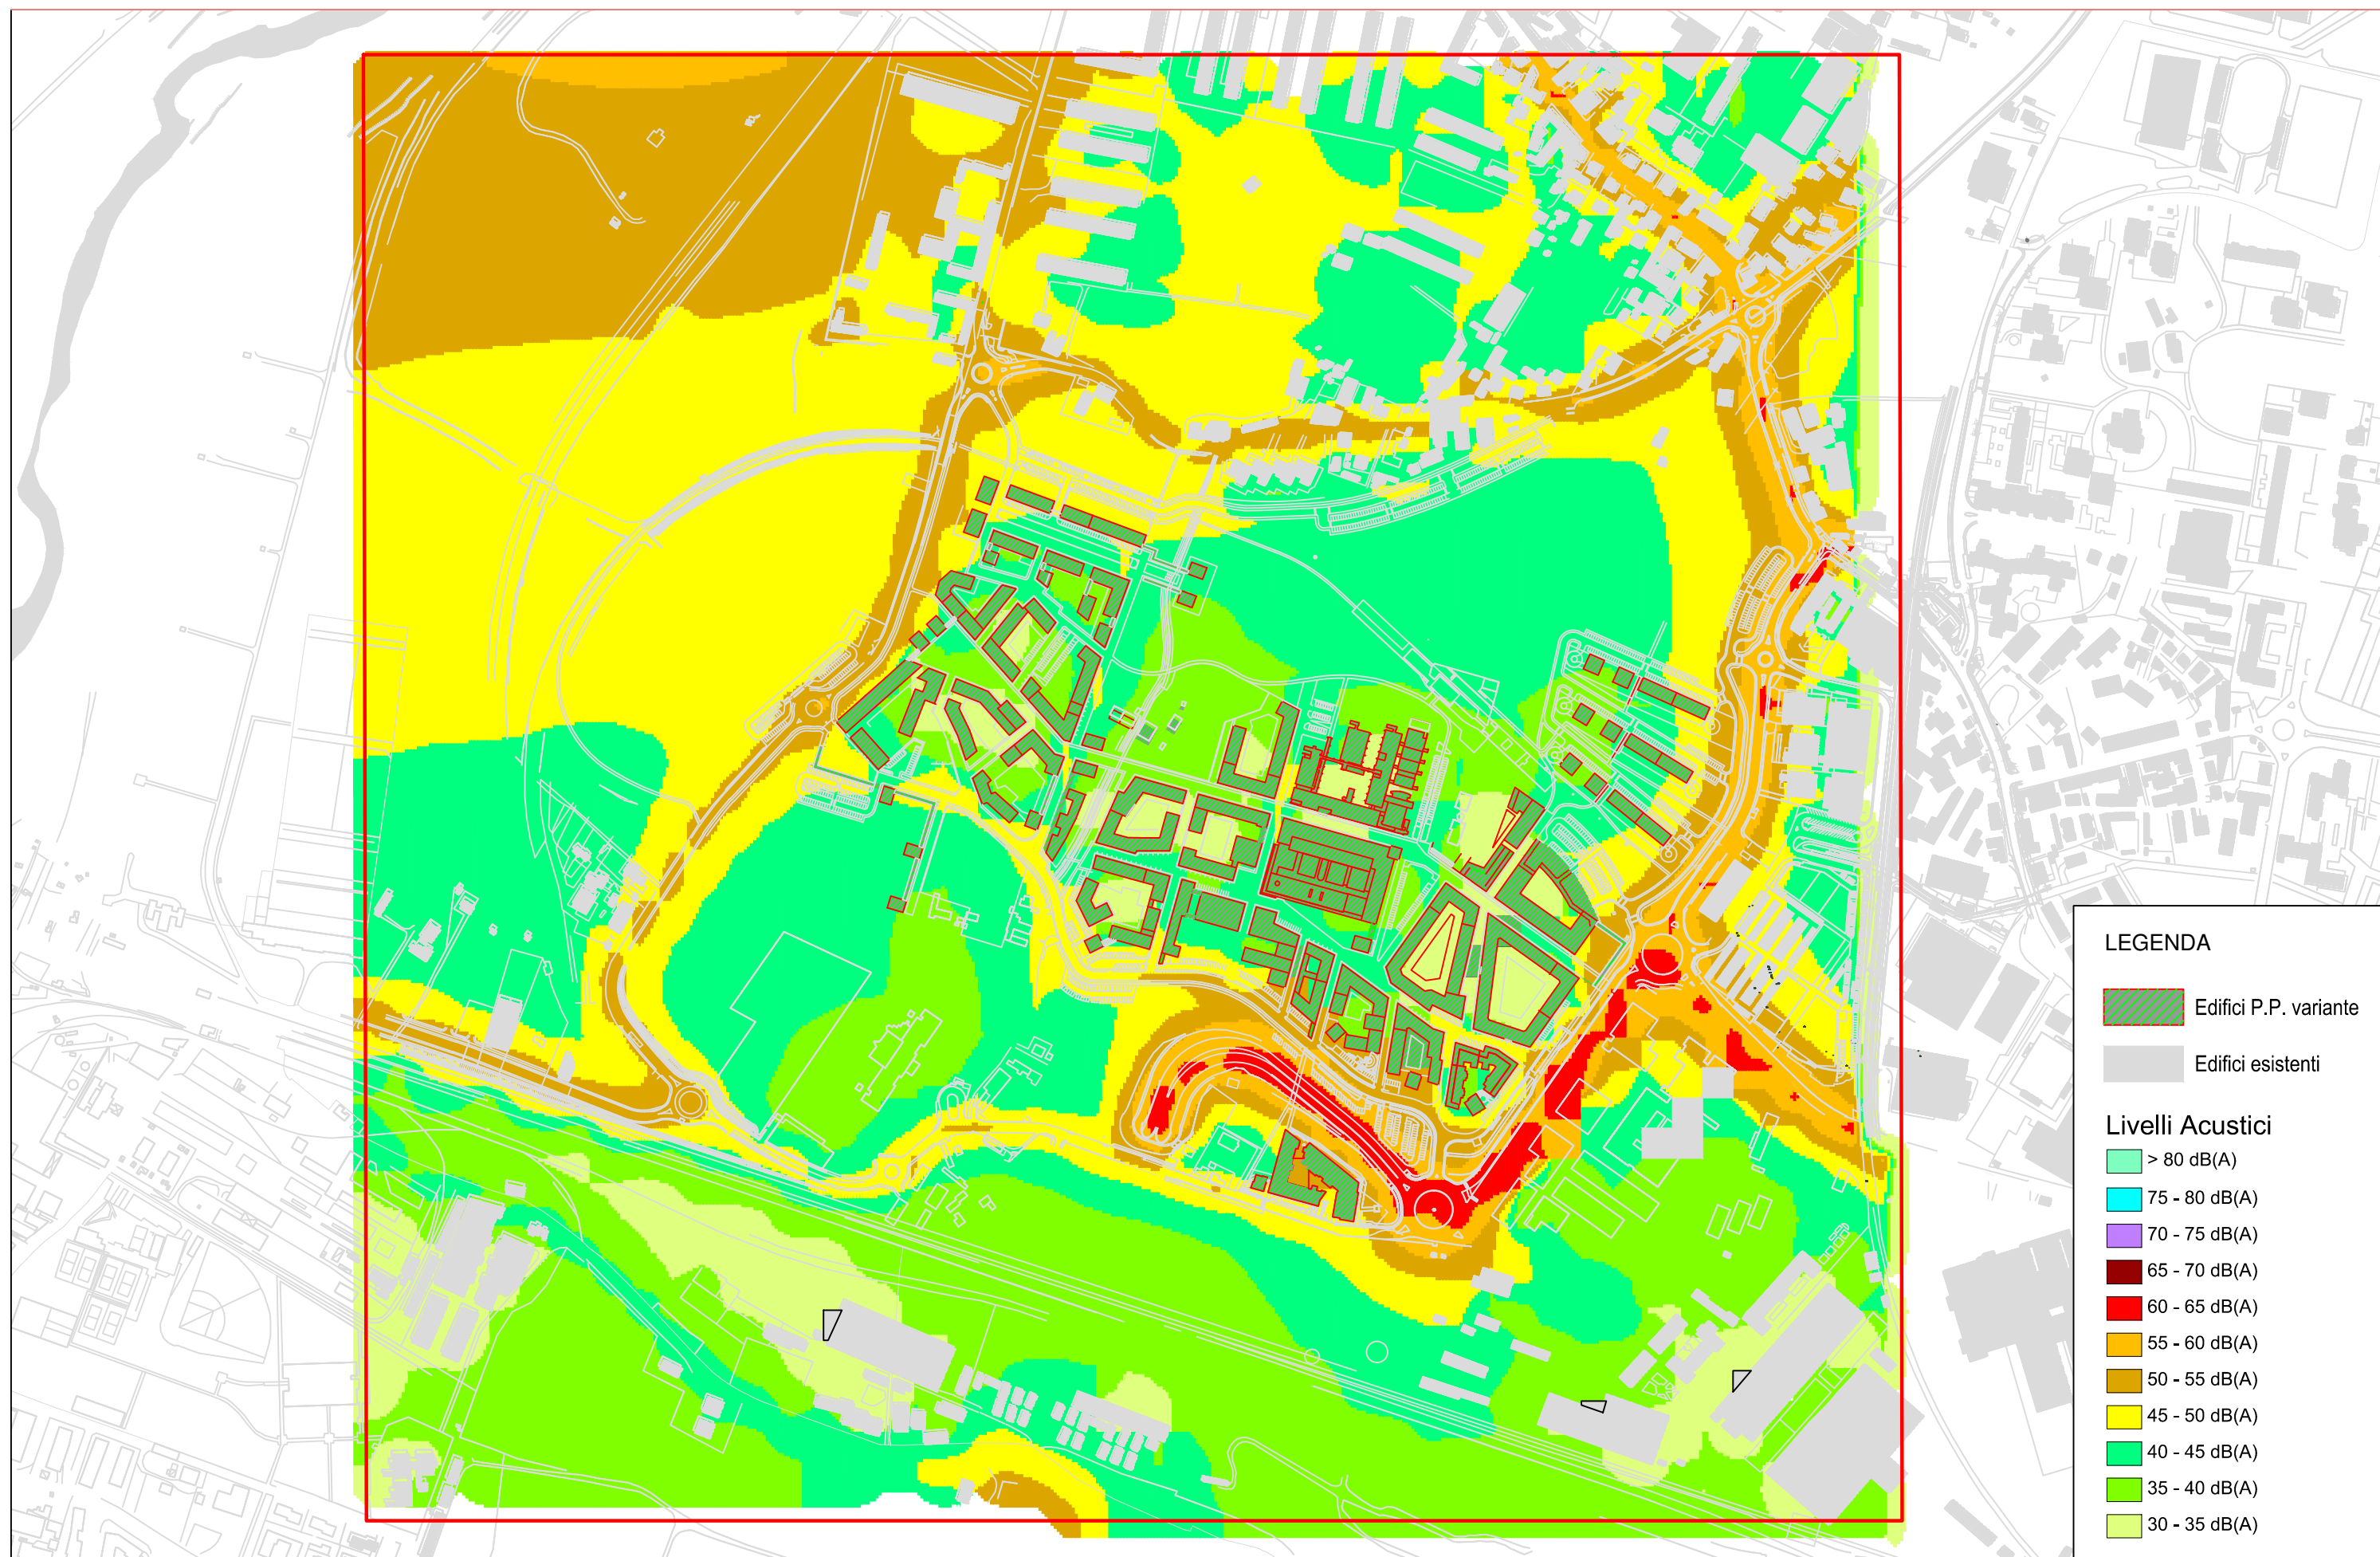 LEGENDA
Edifici P.P. variante
Edifici esistenti
Livelli Acustici
> 80 dB(A)
75 - 80 dB(A)
70 - 75 dB(A)
65 - 70 dB(A)
60 - 65 dB(A)
55 - 60 dB(A)
50 - 55 dB(A)
45 - 50 dB(A)
40 - 45 dB(A)
35 - 40 dB(A)
30 - 35 dB(A)